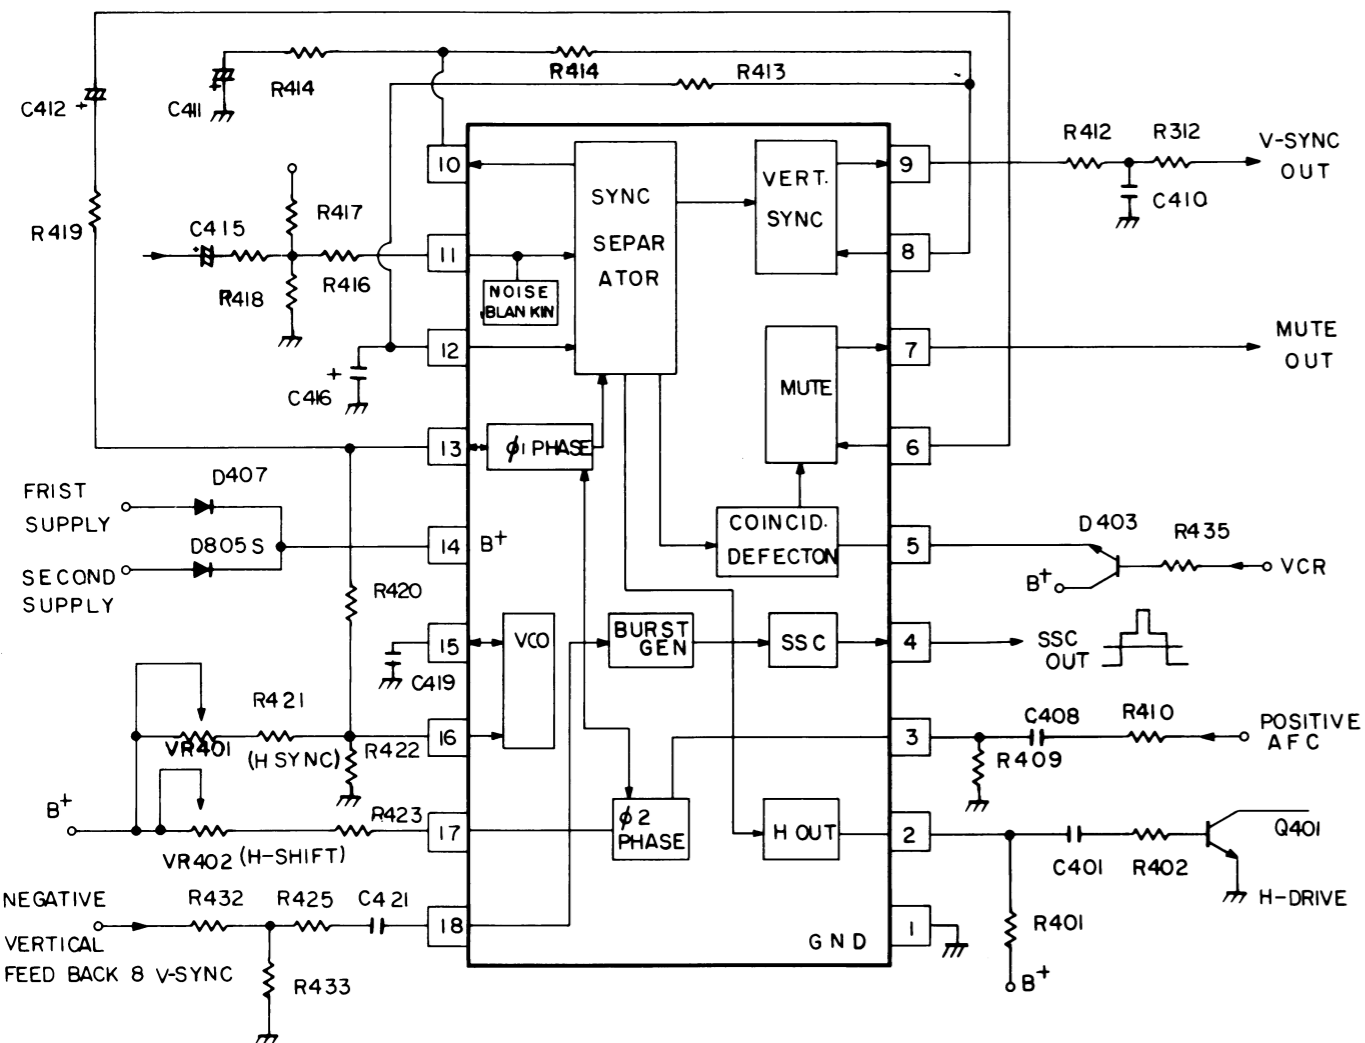 C412
+
C411
+
R414
R414
R413
R419
10
SYNC
SEPAR
ATOR
VERT.
SYNC
9
R412
R312
V-SYNC
OUT
C410
C415
+
R417
R418
R416
11
NOISE
BLANKIN
8
12
+
C416
MUTE
7
MUTE
OUT
13
ϕ1 PHASE
6
FRIST
SUPPLY
D407
D805S
SECOND
SUPPLY
14
B+
COINCID.
DEFECTON
5
D403
R435
B+
VCR
R420
15
C419
VCO
BURST
GEN
SSC
4
SSC
OUT
VR401
R421
(H SYNC)
R422
16
3
C408
R410
R409
POSITIVE
AFC
B+
VR402 (H-SHIFT)
R423
17
ϕ2
PHASE
H OUT
2
C401
R402
Q401
H-DRIVE
R401
B+
NEGATIVE
VERTICAL
FEED BACK 8 V-SYNC
R432
R425
C421
18
R433
GND
1